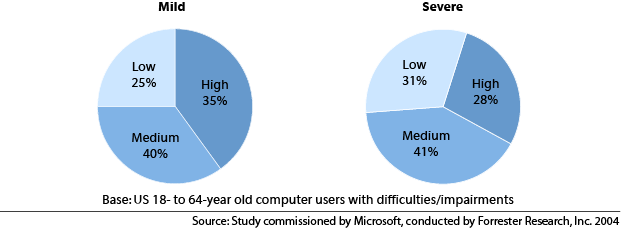 Mild
Low
25%
High
35%
Medium
40%
Severe
Low
31%
High
28%
Medium
41%
Base: US 18- to 64-year old computer users with difficulties/impairments
Source: Study commissioned by Microsoft, conducted by Forrester Research, Inc. 2004